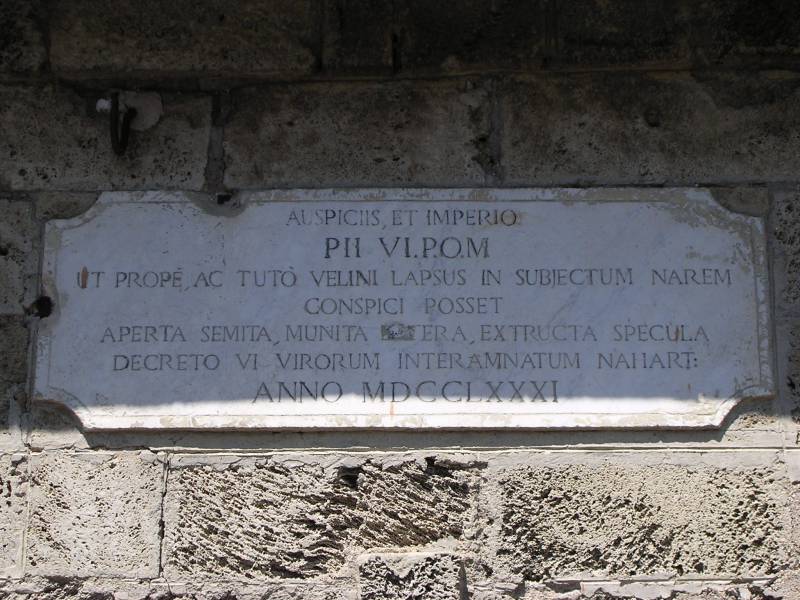 AUSPICIIS, ET IMPERIO
PII VI. P.O.M
UT PROPÈ, AC TUTÒ VELINI LAPSUS IN SUBJECTUM NAREM
CONSPICI POSSET
APERTA SEMITA, MUNITA TERA, EXTRUCTA SPECULA
DECRETO VI VIRORUM INTERAMNATUM NAHART:
ANNO MDCCLXXXI